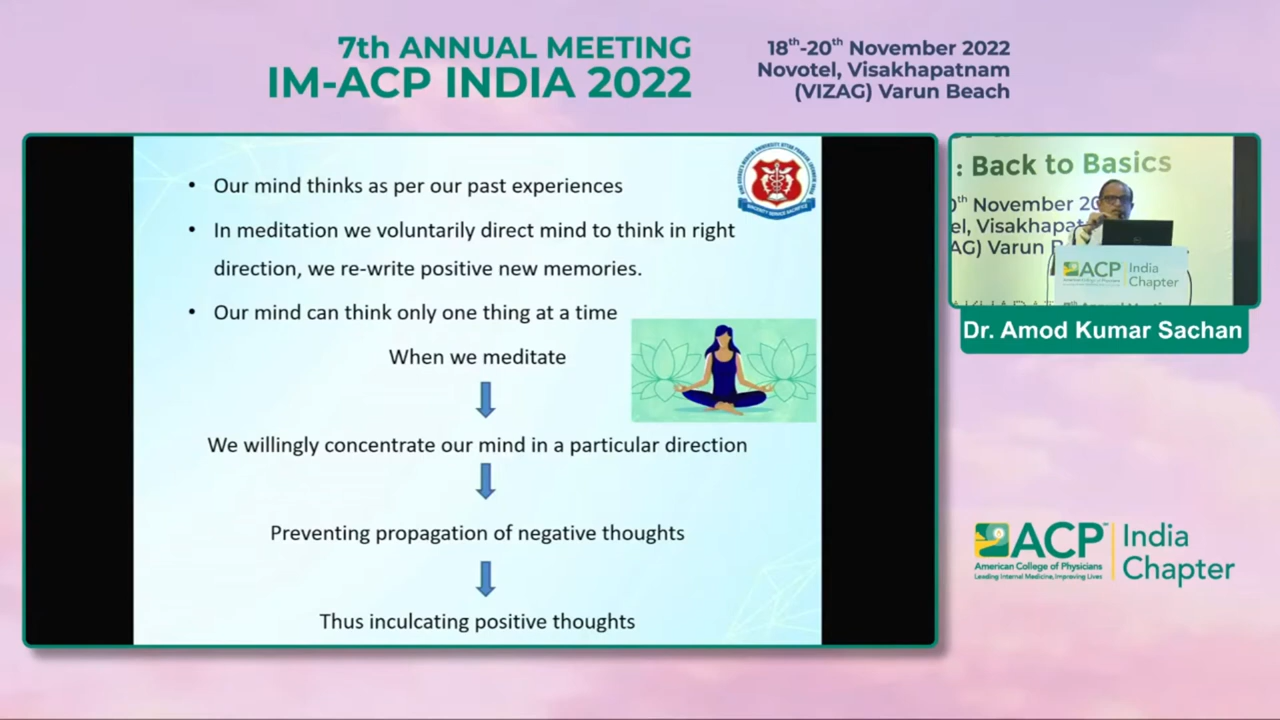 7th ANNUAL MEETING
IM-ACP INDIA 2022
18th-20th November 2022
Novotel, Visakhapatnam
(VIZAG) Varun Beach
• Our mind thinks as per our past experiences
• In meditation we voluntarily direct mind to think in right
direction, we re-write positive new memories.
• Our mind can think only one thing at a time
When we meditate
We willingly concentrate our mind in a particular direction
Preventing propagation of negative thoughts
Thus inculcating positive thoughts
: Back to Basics
November 20
el, Visakhapat
AG) Varun B
ACP India
Chapter
Dr. Amod Kumar Sachan
ACP™ India
American College of Physicians Chapter
Leading Internal Medicine, Improving Lives